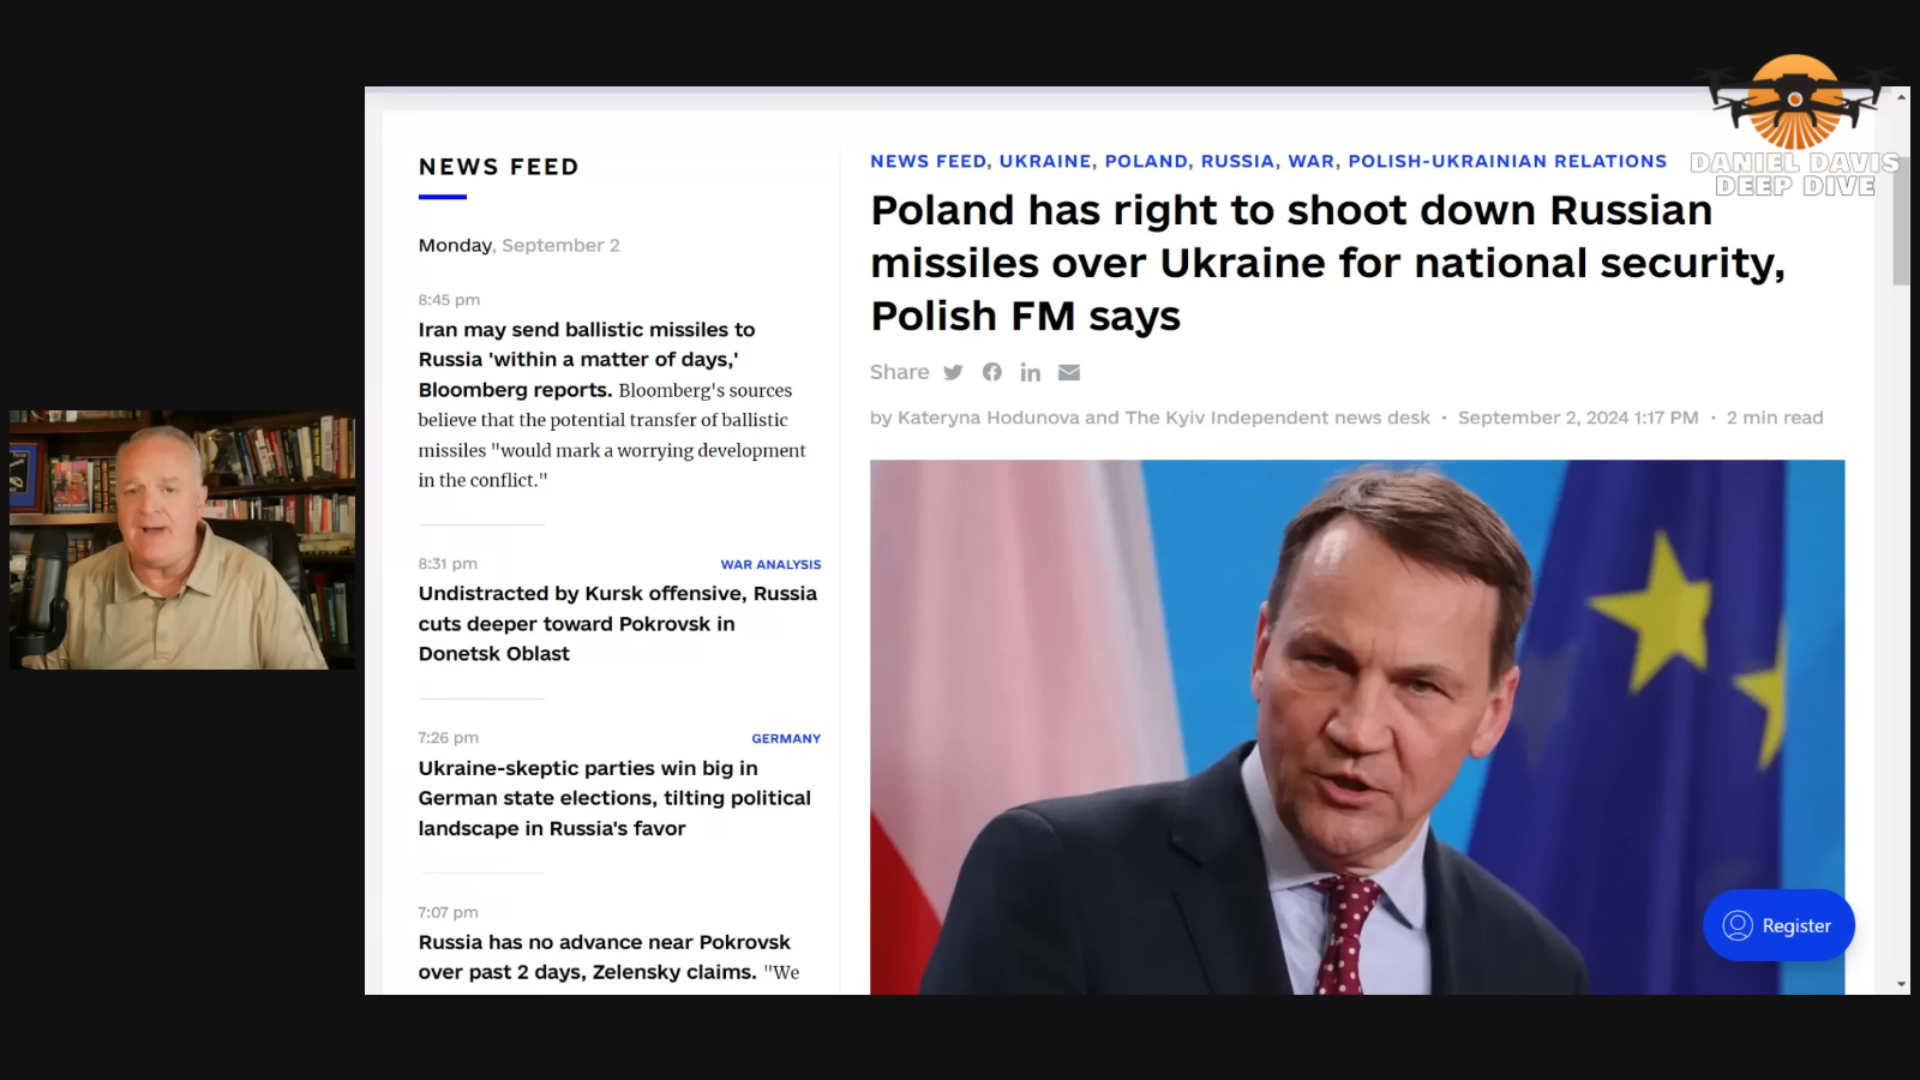 DANIEL DAVIS
DEEP DIVE
NEWS FEED
Monday, September 2
8:45 pm
Iran may send ballistic missiles to
Russia 'within a matter of days,'
Bloomberg reports. Bloomberg's sources
believe that the potential transfer of ballistic
missiles "would mark a worrying development
in the conflict."
8:31 pm
WAR ANALYSIS
Undistracted by Kursk offensive, Russia
cuts deeper toward Pokrovsk in
Donetsk Oblast
7:26 pm
GERMANY
Ukraine-skeptic parties win big in
German state elections, tilting political
landscape in Russia's favor
7:07 pm
Russia has no advance near Pokrovsk
over past 2 days, Zelensky claims. "We
NEWS FEED, UKRAINE, POLAND, RUSSIA, WAR, POLISH-UKRAINIAN RELATIONS
Poland has right to shoot down Russian
missiles over Ukraine for national security,
Polish FM says
Share
by Kateryna Hodunova and The Kyiv Independent news desk · September 2, 2024 1:17 PM · 2 min read
Register